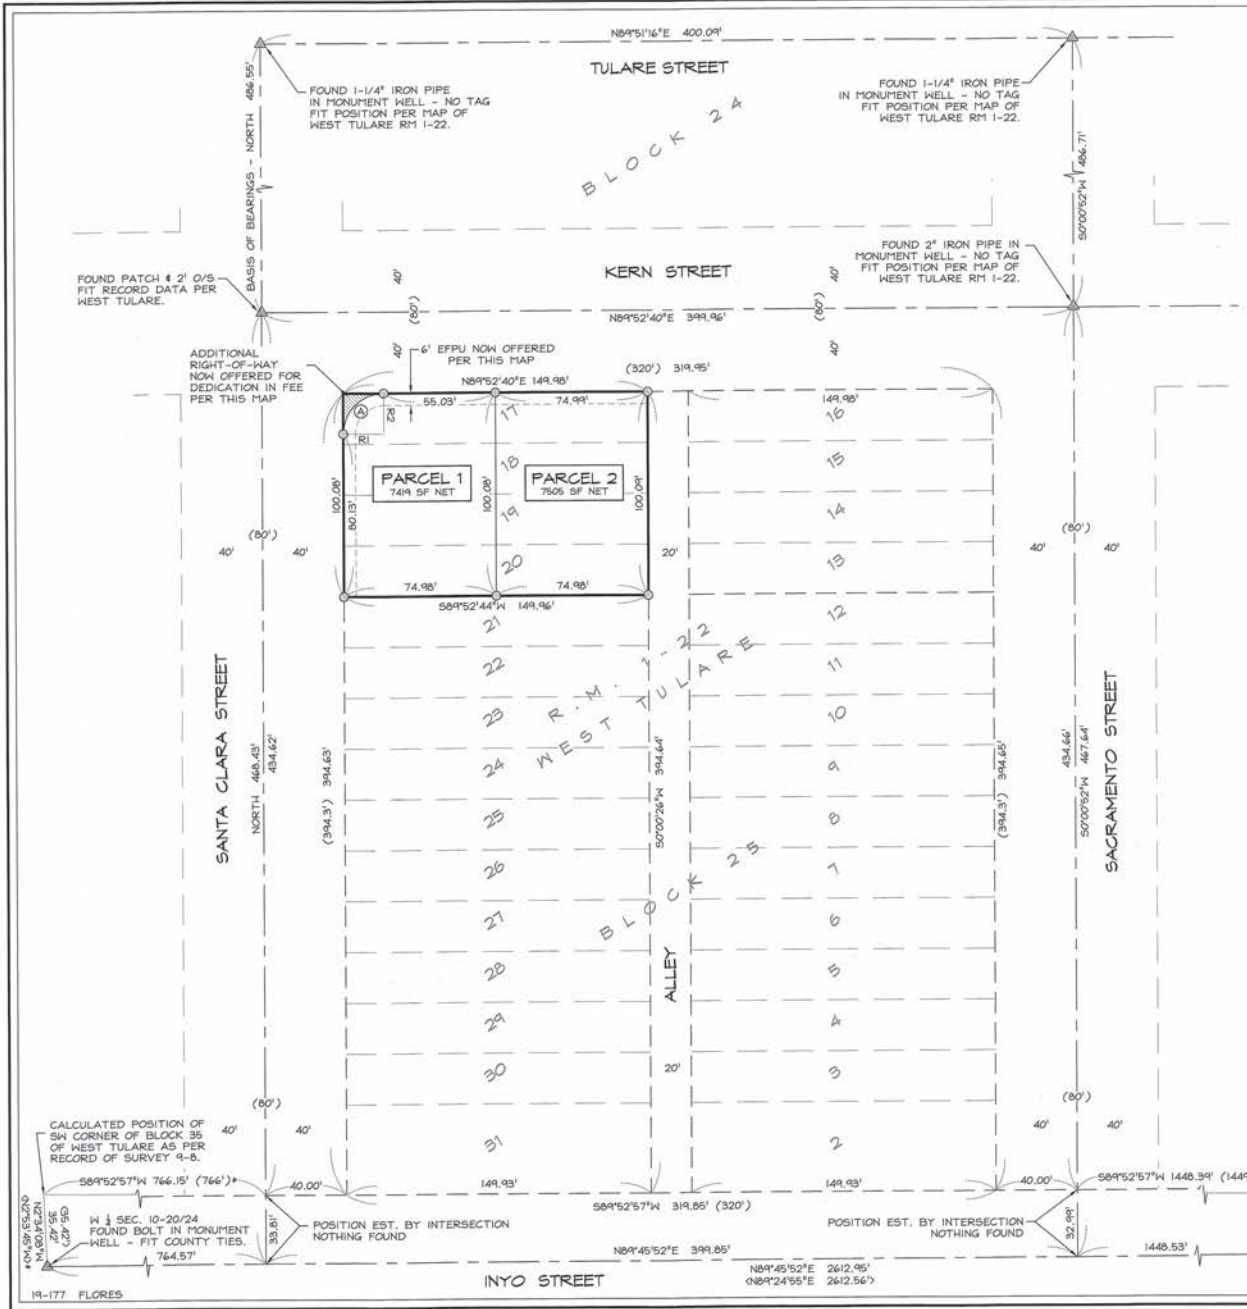 N89°51'16"E 400.09'
TULARE STREET
BASIS OF BEARINGS - NORTH 486.55'
FOUND 1-1/4" IRON PIPE
IN MONUMENT WELL - NO TAG
FIT POSITION PER MAP OF
WEST TULARE RM 1-22.
FOUND 1-1/4" IRON PIPE
IN MONUMENT WELL - NO TAG
FIT POSITION PER MAP OF
WEST TULARE RM 1-22.
BLOCK 24
S0°00'52"W 486.71'
FOUND PATCH & 2' O/S
FIT RECORD DATA PER
WEST TULARE.
40'
(80')
40'
KERN STREET
40'
(80')
40'
FOUND 2" IRON PIPE IN
MONUMENT WELL - NO TAG
FIT POSITION PER MAP OF
WEST TULARE RM 1-22.
N89°52'40"E 399.96'
ADDITIONAL
RIGHT-OF-WAY
NOW OFFERED FOR
DEDICATION IN FEE
PER THIS MAP
6' EFPU NOW OFFERED
PER THIS MAP
N89°52'40"E 149.98'
(320') 319.95'
55.03'
74.99'
149.98'
A
R1
R2
17
18
19
20
PARCEL 1
7419 SF NET
PARCEL 2
7505 SF NET
100.08'
80.13'
100.08'
100.09'
74.98'
74.98'
S89°52'44"W 149.96'
16
15
14
13
12
11
10
9
8
7
6
5
4
3
2
(80')
40'
40'
20'
(80')
40'
40'
21
22
23
24
25
26
27
28
29
30
31
R.M. 1-22
WEST TULARE
BLOCK 25
SANTA CLARA STREET
NORTH 468.43'
434.62'
(394.3') 394.63'
S0°00'26"W 394.64'
(394.3') 394.65'
434.66'
S0°00'52"W 467.64'
SACRAMENTO STREET
ALLEY
20'
(80')
40'
40'
(80')
40'
40'
CALCULATED POSITION OF
SW CORNER OF BLOCK 35
OF WEST TULARE AS PER
RECORD OF SURVEY 9-8.
S89°52'57"W 766.15' (766')*
40.00'
149.93'
149.93'
40.00'
S89°52'57"W 1448.39' (1449
S89°52'57"W 319.85' (320')
(35.42')
35.42'
N2°34'08"W
W ¼ SEC. 10-20/24
FOUND BOLT IN MONUMENT
WELL - FIT COUNTY TIES.
764.57'
33.81'
POSITION EST. BY INTERSECTION
NOTHING FOUND
POSITION EST. BY INTERSECTION
NOTHING FOUND
32.99'
1448.53'
N89°45'52"E 399.85'
INYO STREET
N89°45'52"E 2612.95'
<N89°24'55"E 2612.56'>
19-177 FLORES